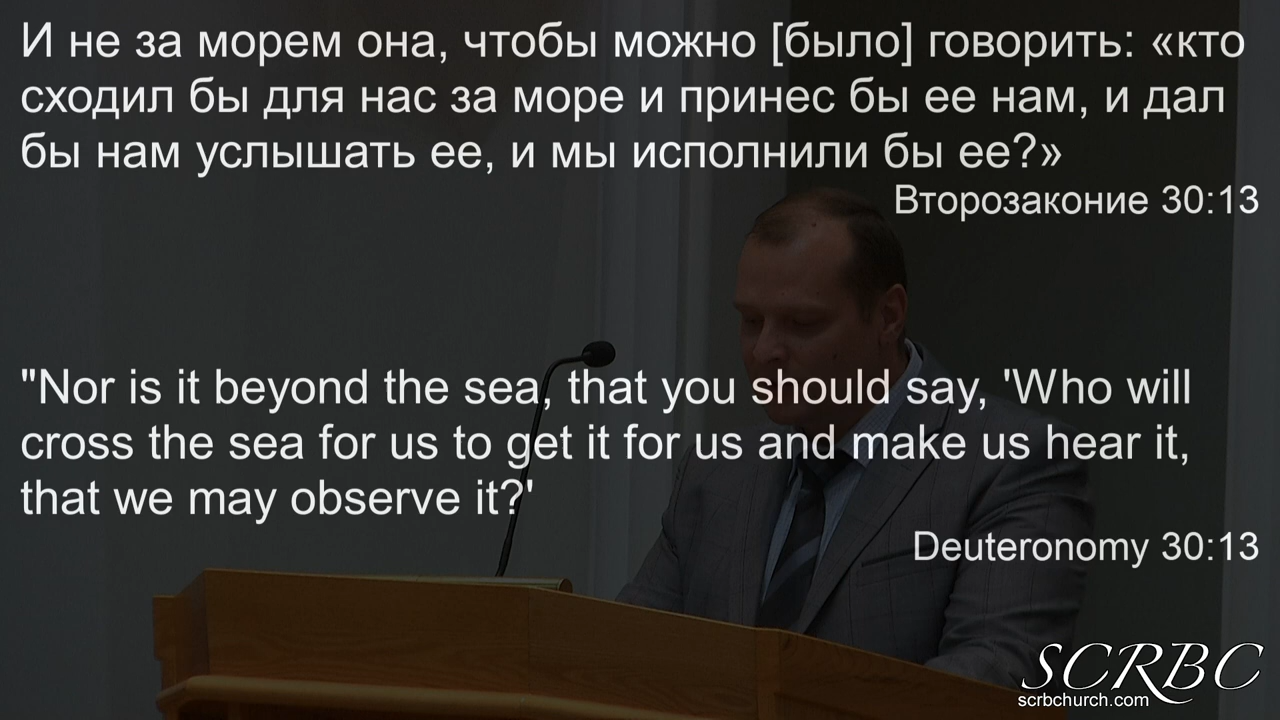 И не за морем она, чтобы можно [было] говорить: «кто
сходил бы для нас за море и принес бы ее нам, и дал
бы нам услышать ее, и мы исполнили бы ее?»
Второзаконие 30:13
"Nor is it beyond the sea, that you should say, 'Who will
cross the sea for us to get it for us and make us hear it,
that we may observe it?'
Deuteronomy 30:13
SCRBC
scrbchurch.com